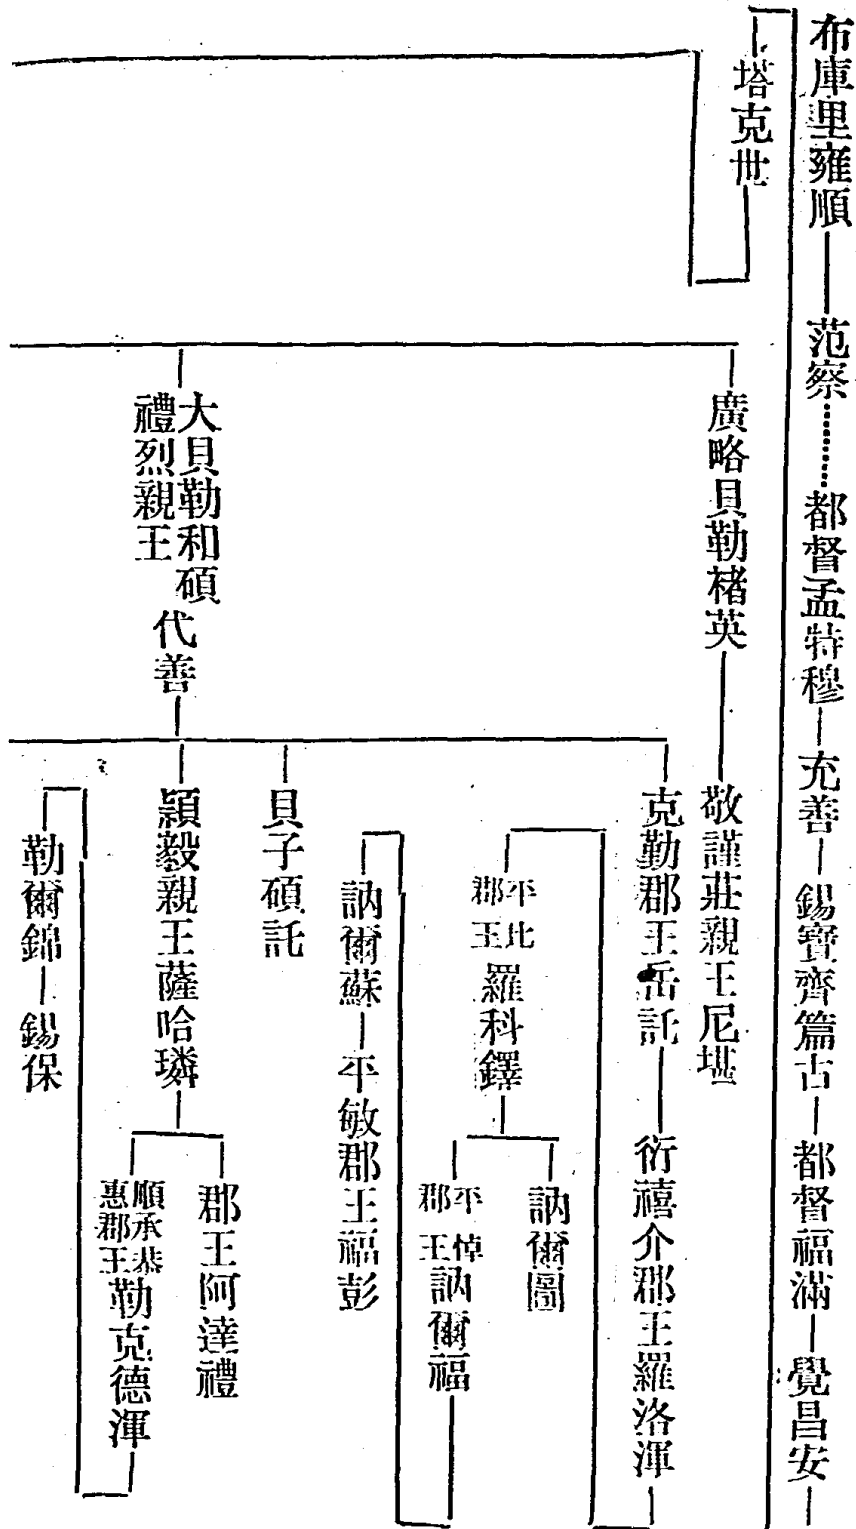 布庫里雍順
范察
都督孟特穆
充善
錫寶齊篇古
都督福滿
覺昌安
塔克世
廣略貝勒楮英
敬謹莊親王尼堪
大貝勒和碩
禮烈親王
代善
克勤郡王岳託
衍禧介郡王羅洛渾
平比
郡王
羅科鐸
訥爾圖
平悼
郡王
訥爾福
訥爾蘇
平敏郡王福彭
貝子碩託
穎毅親王薩哈璘
郡王阿達禮
順承恭
惠郡王
勒克德渾
勒爾錦
錫保